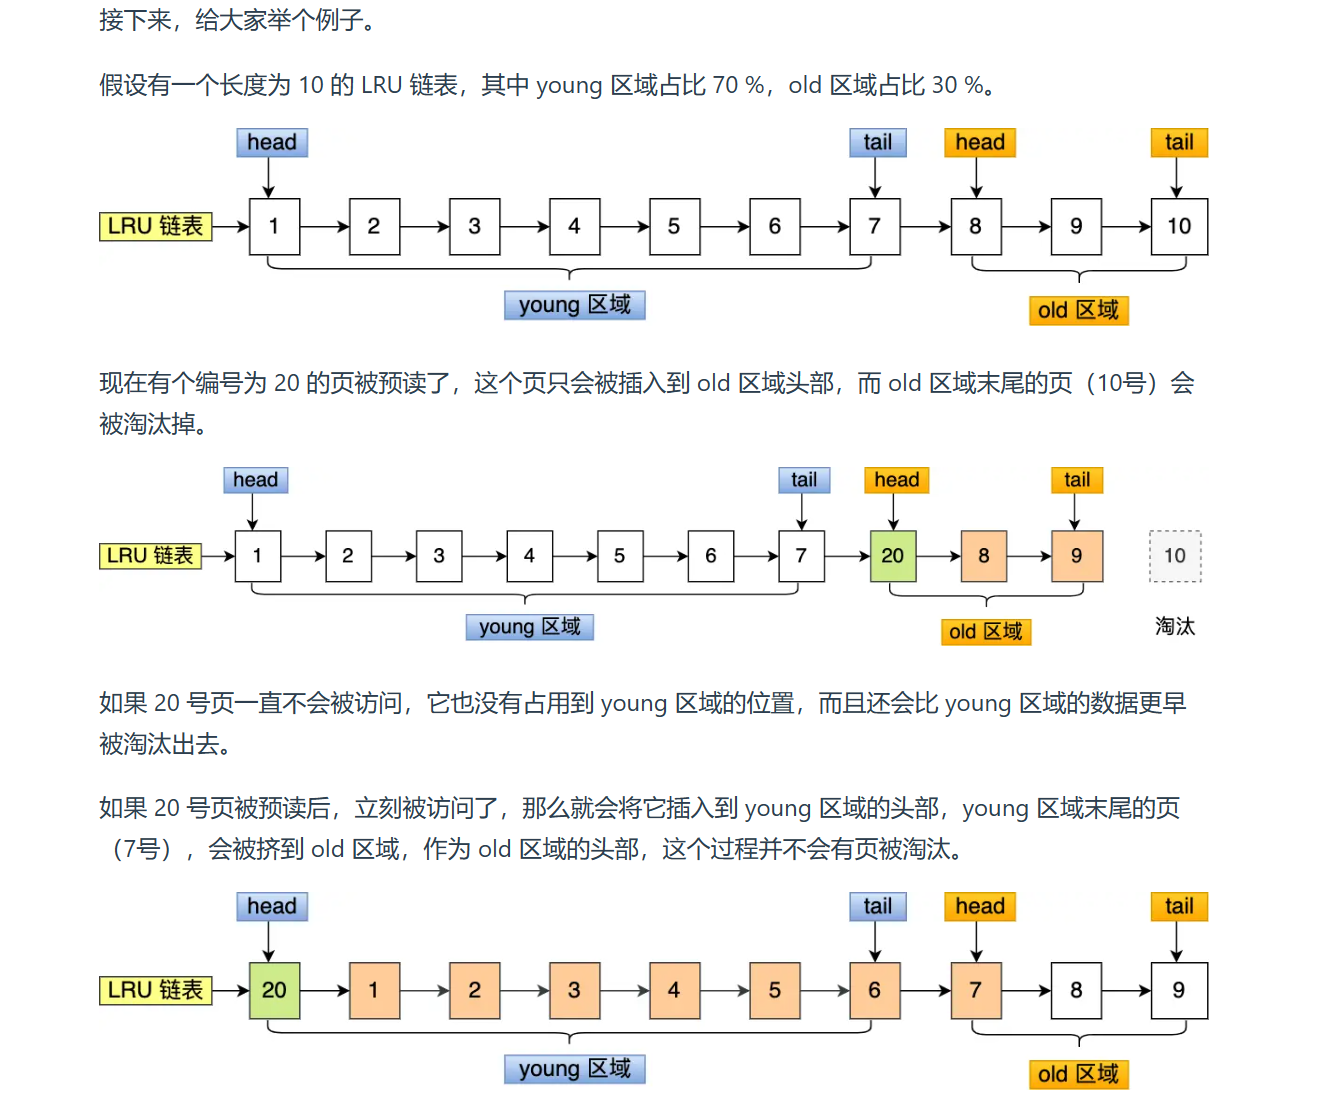 接下来，给大家举个例子。
假设有一个长度为 10 的 LRU 链表，其中 young 区域占比 70 %，old 区域占比 30 %。
head tail head tail
LRU 链表 1 2 3 4 5 6 7 8 9 10
young 区域 old 区域
现在有个编号为 20 的页被预读了，这个页只会被插入到 old 区域头部，而 old 区域末尾的页（10号）会
被淘汰掉。
head tail head tail
LRU 链表 1 2 3 4 5 6 7 20 8 9 10
young 区域 old 区域 淘汰
如果 20 号页一直不会被访问，它也没有占用到 young 区域的位置，而且还会比 young 区域的数据更早
被淘汰出去。
如果 20 号页被预读后，立刻被访问了，那么就会将它插入到 young 区域的头部，young 区域末尾的页
（7号），会被挤到 old 区域，作为 old 区域的头部，这个过程并不会有页被淘汰。
head tail head tail
LRU 链表 20 1 2 3 4 5 6 7 8 9
young 区域 old 区域